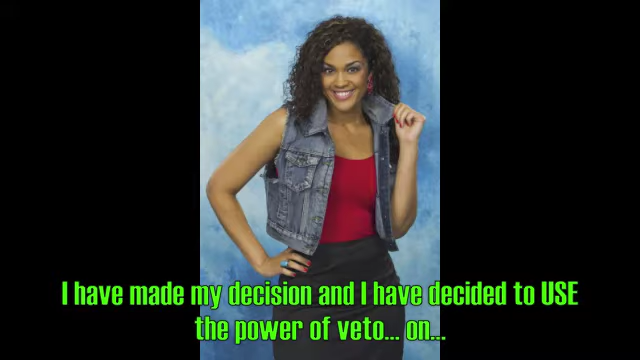 I have made my decision and I have decided to USE
the power of veto... on...